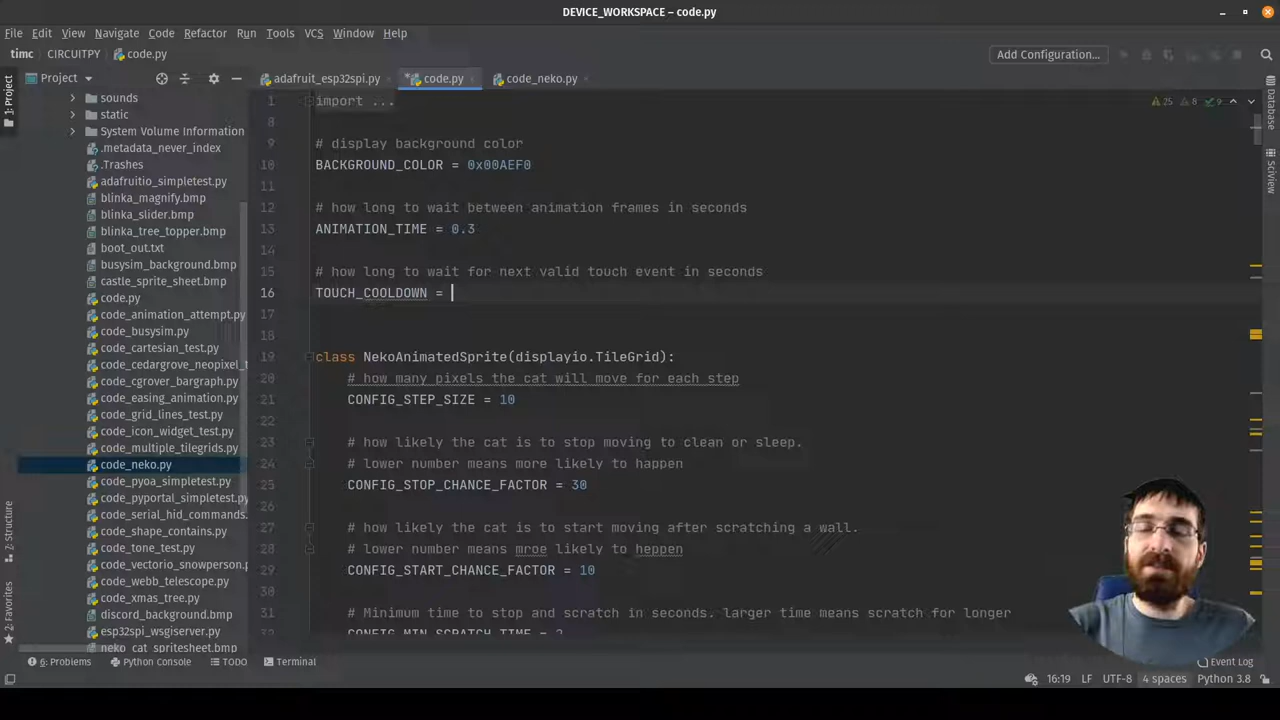 DEVICE_WORKSPACE – code.py
File Edit View Navigate Code Refactor Run Tools VCS Window Help
timc CIRCUITPY code.py
Add Configuration...
Project
adafruit_esp32spi.py
code.py
code_neko.py
1: Project
7: Structure
2: Favorites
sounds
static
System Volume Information
.metadata_never_index
.Trashes
adafruitio_simpletest.py
blinka_magnify.bmp
blinka_slider.bmp
blinka_tree_topper.bmp
boot_out.txt
busysim_background.bmp
castle_sprite_sheet.bmp
code.py
code_animation_attempt.py
code_busysim.py
code_cartesian_test.py
code_cedargrove_neopixel_t
code_cgrover_bargraph.py
code_easing_animation.py
code_grid_lines_test.py
code_icon_widget_test.py
code_multiple_tilegrids.py
code_neko.py
code_pyoa_simpletest.py
code_pyportal_simpletest.py
code_serial_hid_commands.
code_shape_contains.py
code_tone_test.py
code_vectorio_snowperson.p
code_webb_telescope.py
code_xmas_tree.py
discord_background.bmp
esp32spi_wsgiserver.py
neko_cat_spritesheet.bmp
1 import ...
25 8 9
8
9 # display background color
10 BACKGROUND_COLOR = 0x00AEF0
11
12 # how long to wait between animation frames in seconds
13 ANIMATION_TIME = 0.3
14
15 # how long to wait for next valid touch event in seconds
16 TOUCH_COOLDOWN =
17
18
19 class NekoAnimatedSprite(displayio.TileGrid):
20 # how many pixels the cat will move for each step
21 CONFIG_STEP_SIZE = 10
22
23 # how likely the cat is to stop moving to clean or sleep.
24 # lower number means more likely to happen
25 CONFIG_STOP_CHANCE_FACTOR = 30
26
27 # how likely the cat is to start moving after scratching a wall.
28 # lower number means mroe likely to heppen
29 CONFIG_START_CHANCE_FACTOR = 10
30
31 # Minimum time to stop and scratch in seconds. larger time means scratch for longer
32 CONFIG_MIN_SCRATCH_TIME = 2
Database
SciView
6: Problems Python Console TODO Terminal
Event Log
16:19 LF UTF-8 4 spaces Python 3.8